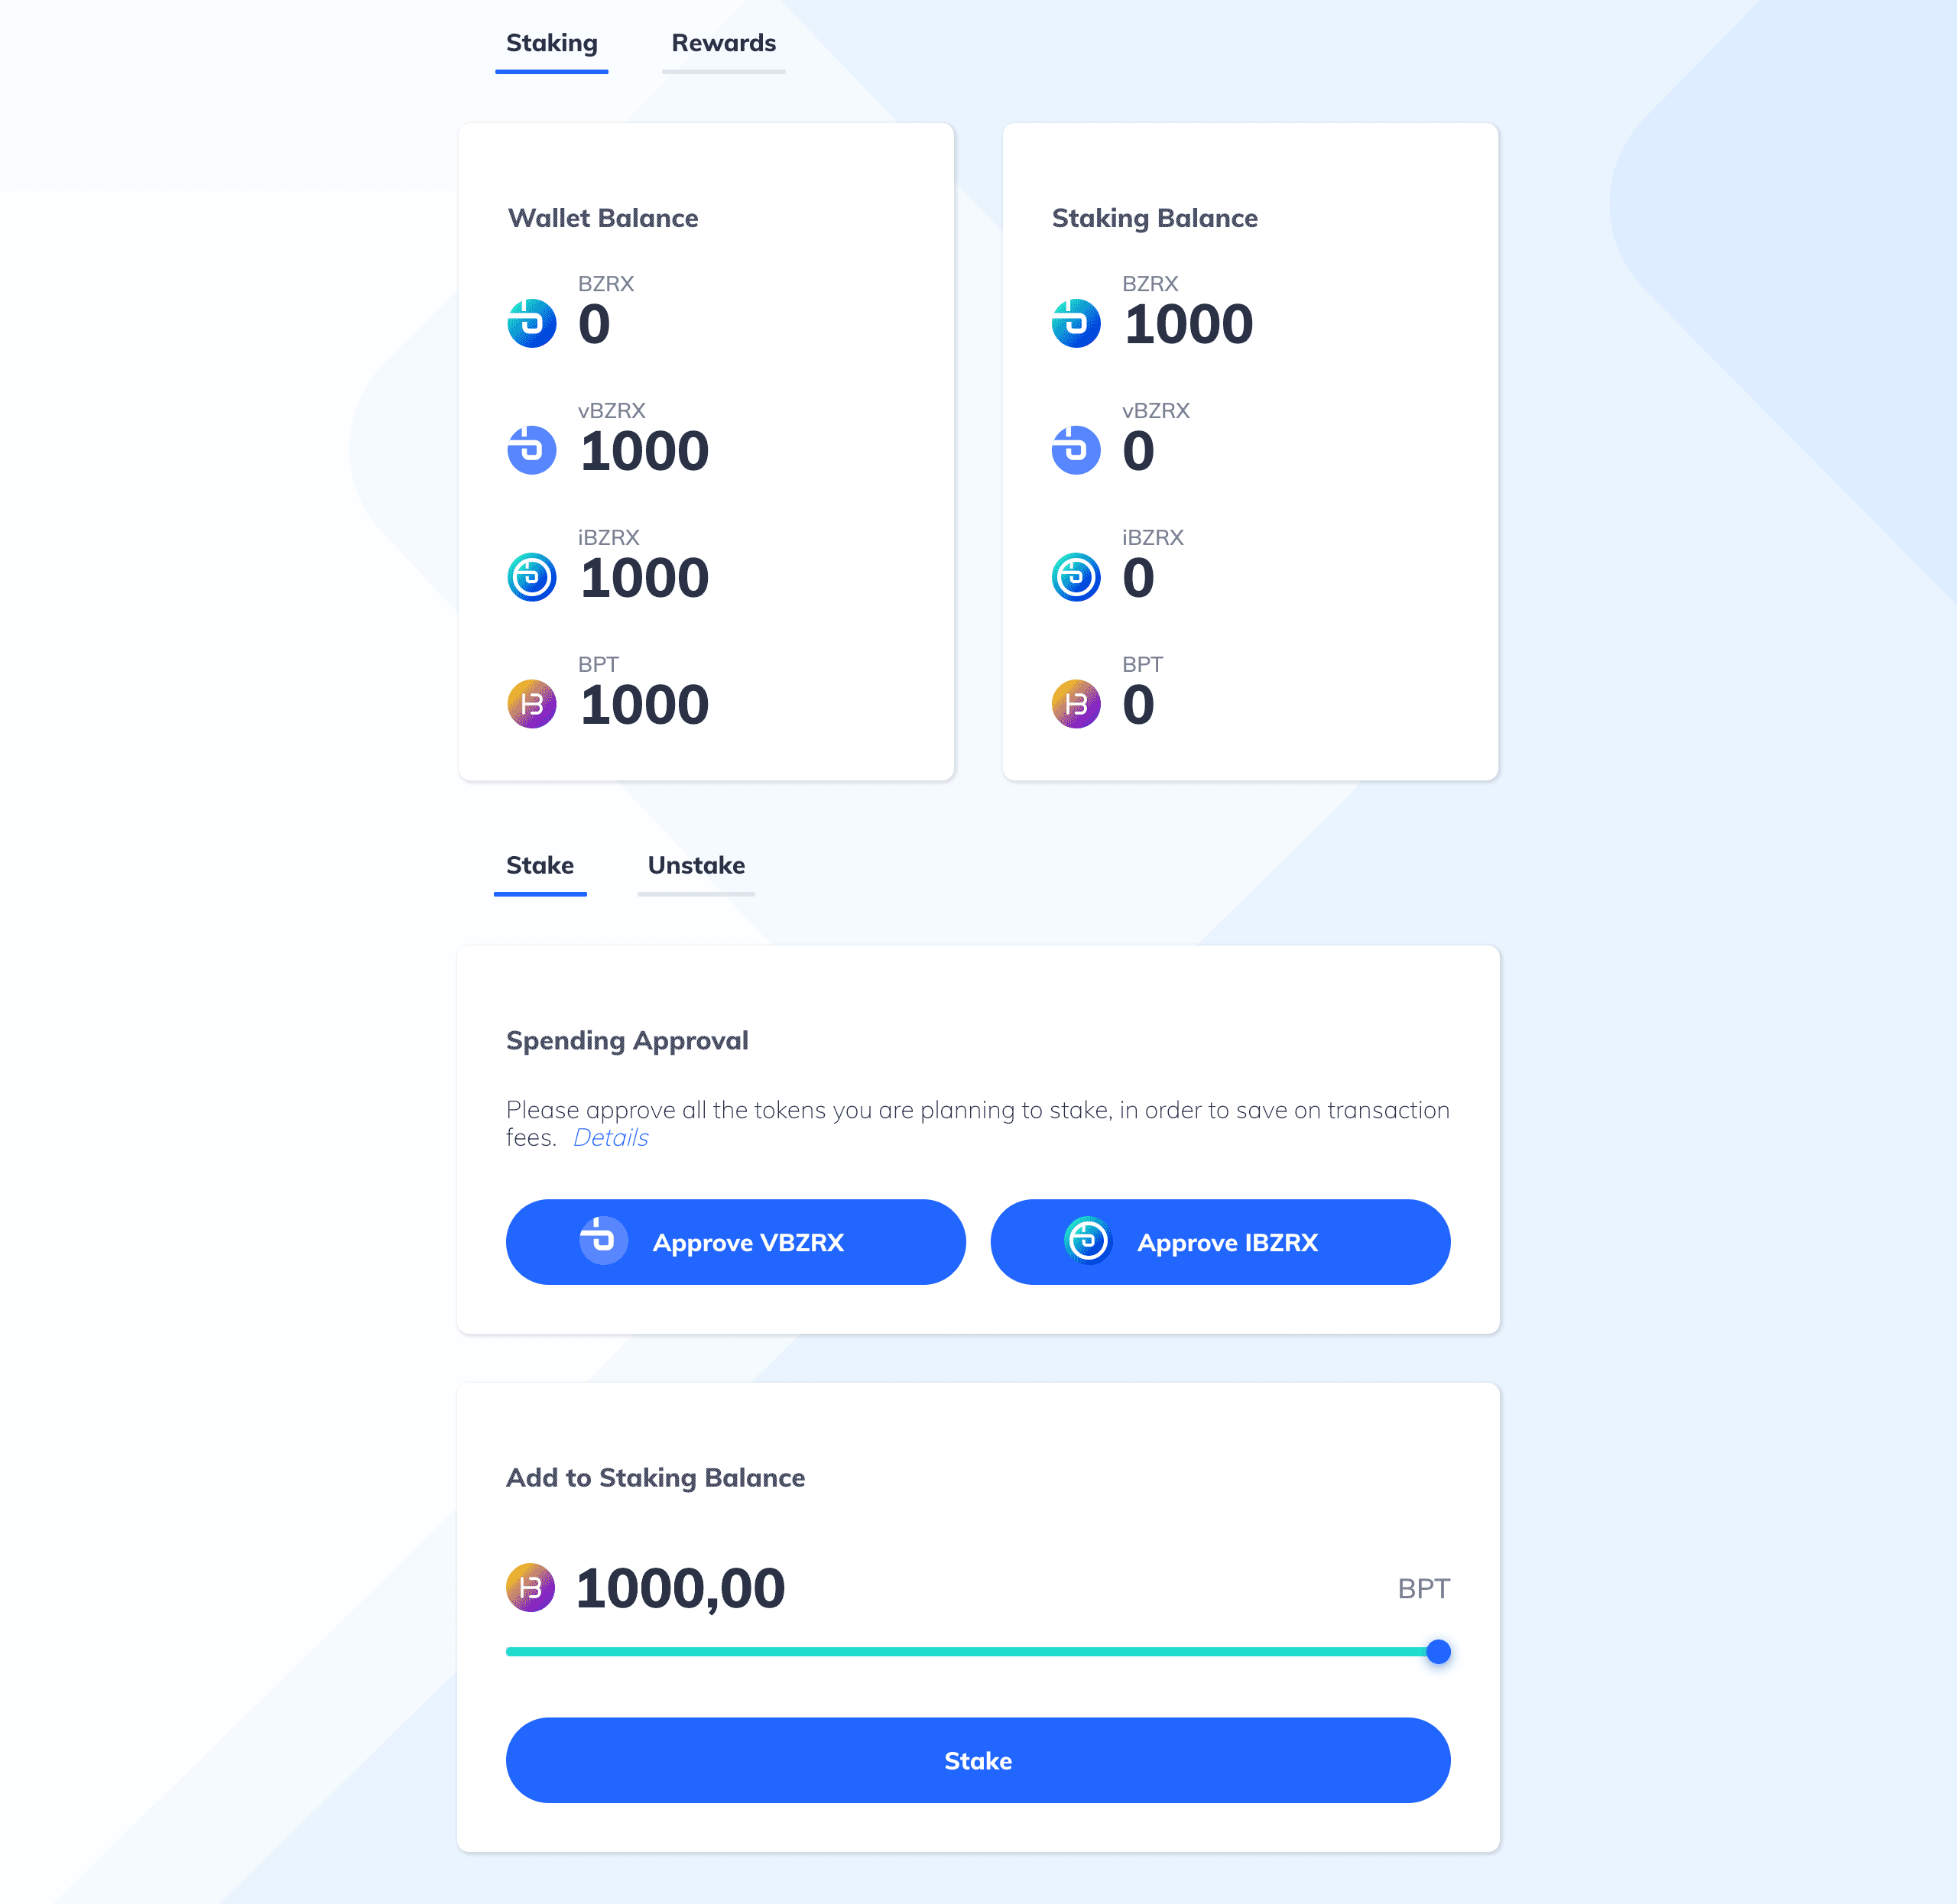 Staking Rewards
Wallet Balance
BZRX
0
vBZRX
1000
iBZRX
1000
BPT
1000
Staking Balance
BZRX
1000
vBZRX
0
iBZRX
0
BPT
0
Stake Unstake
Spending Approval
Please approve all the tokens you are planning to stake, in order to save on transaction
fees. Details
Approve VBZRX
Approve IBZRX
Add to Staking Balance
1000,00 BPT
Stake